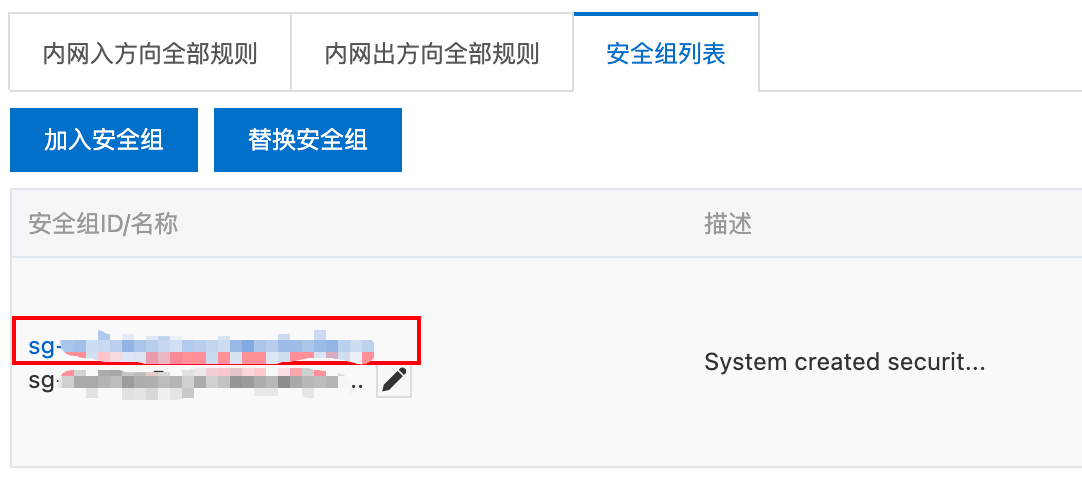 内网入方向全部规则 内网出方向全部规则 安全组列表
加入安全组 替换安全组
安全组ID/名称 描述
sg-
System created securit...
sg- ..